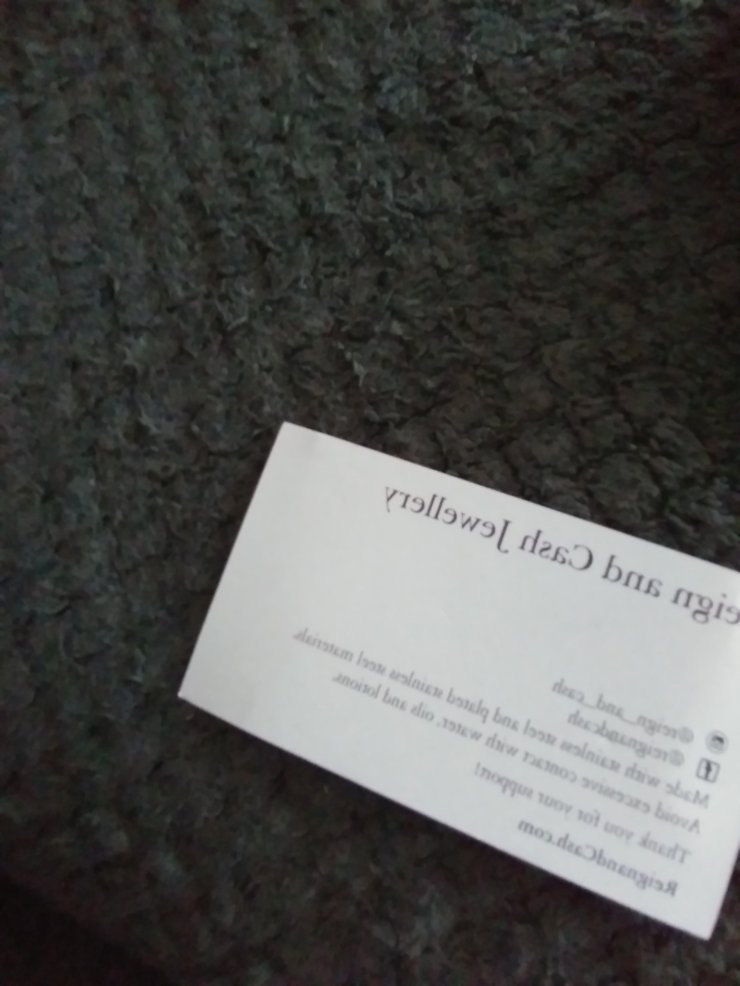 eign and Cash Jewellery
@reign_and_cash
@reignandcash
Made with stainless steel and plated stainless steel materials.
Avoid excessive contact with water, oils and lotions.
Thank you for your support!
ReignandCash.com